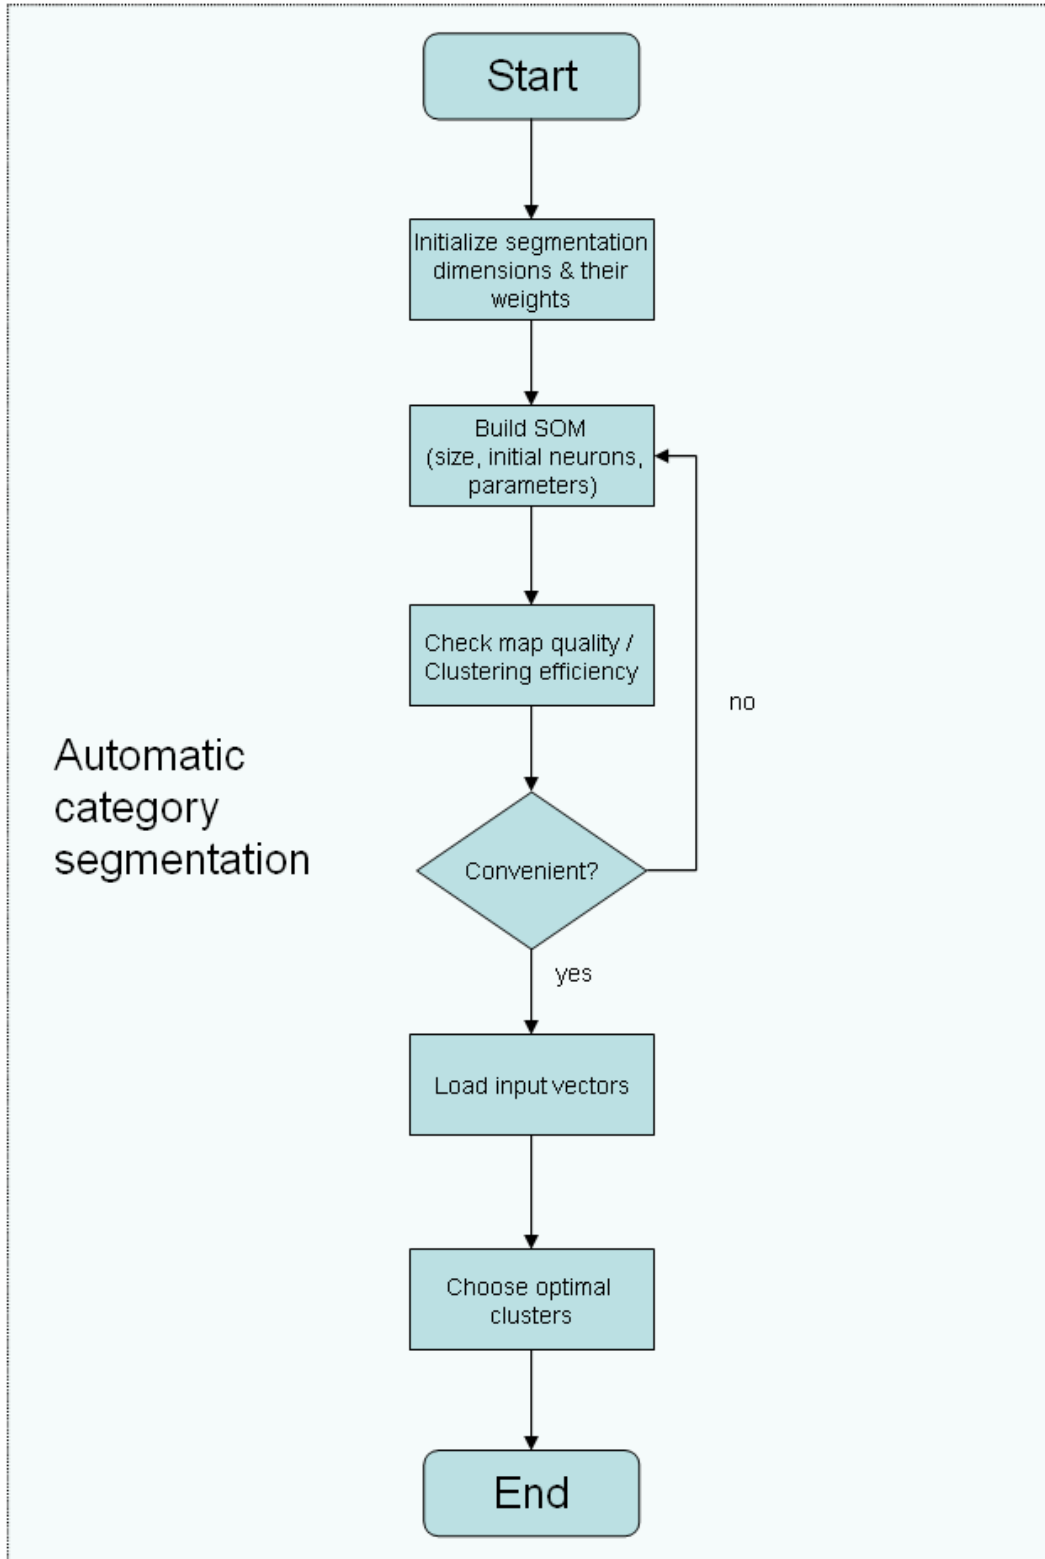 Start
Initialize segmentation
dimensions & their
weights
Build SOM
(size, initial neurons,
parameters)
Check map quality /
Clustering efficiency
no
Automatic
category
segmentation
Convenient?
yes
Load input vectors
Choose optimal
clusters
End